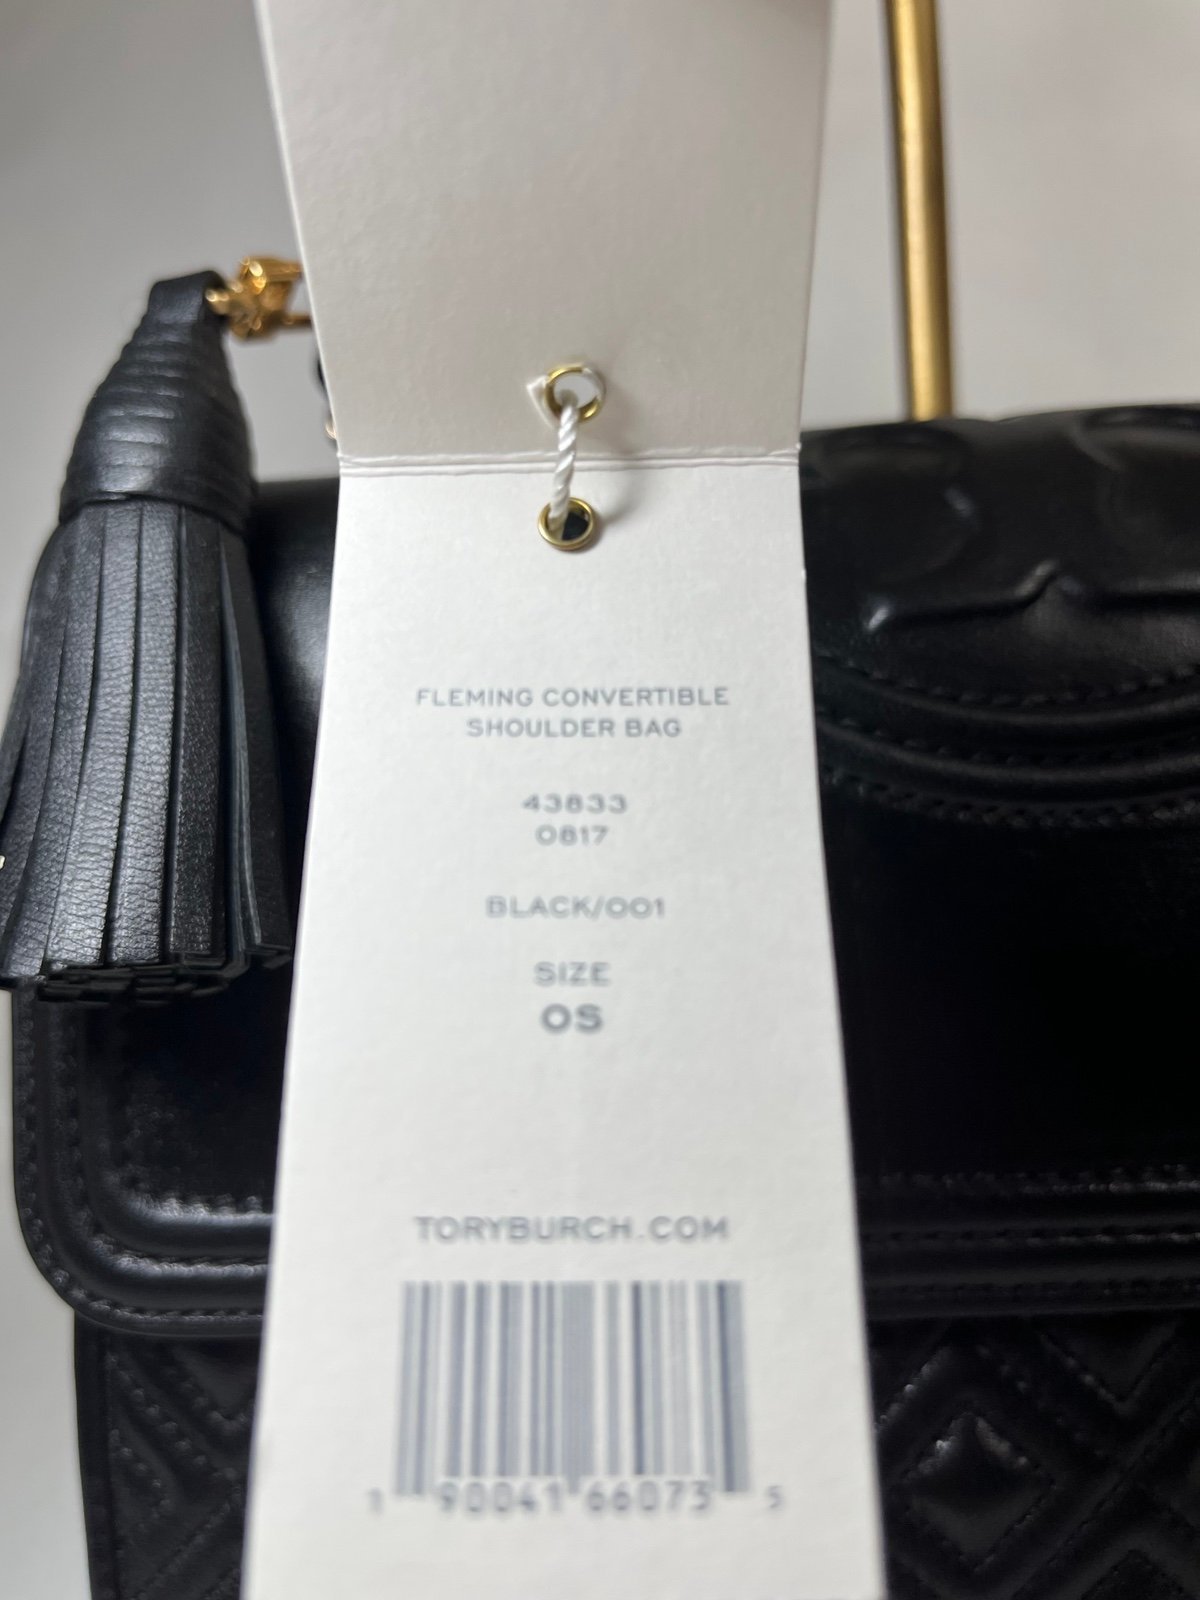 FLEMING CONVERTIBLE
SHOULDER BAG
43833
0817
BLACK/001
SIZE
OS
TORYBURCH.COM
1 90041 66073 5